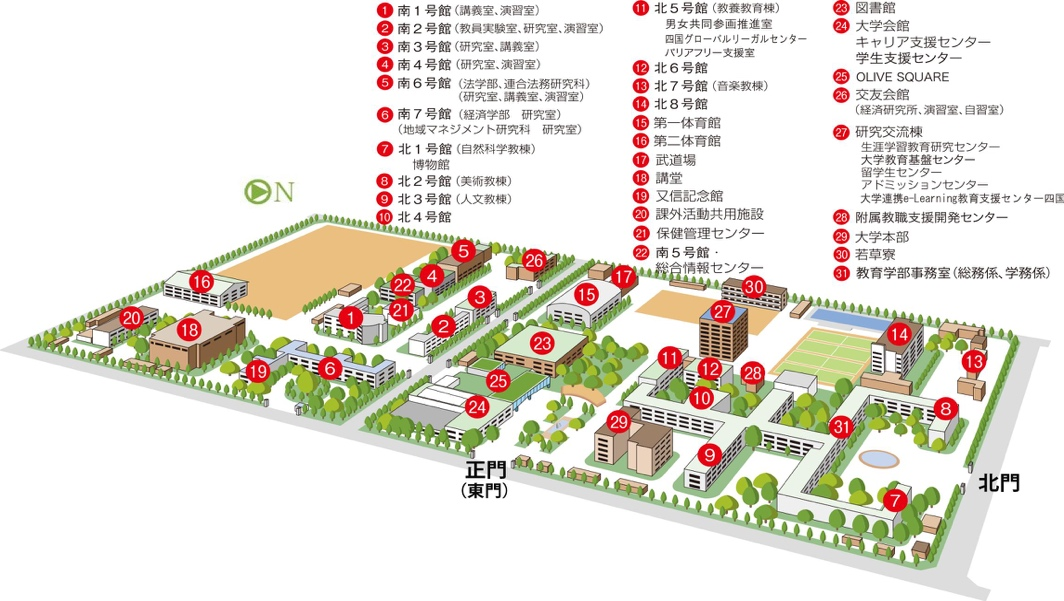 1 南1号館（講義室、演習室）
2 南2号館（教員実験室、研究室、演習室）
3 南3号館（研究室、講義室）
4 南4号館（研究室、演習室）
5 南6号館（法学部、連合法務研究科）
（研究室、講義室、演習室）
6 南7号館（経済学部　研究室）
（地域マネジメント研究科　研究室）
7 北1号館（自然科学教棟）
博物館
8 北2号館（美術教棟）
9 北3号館（人文教棟）
10 北4号館
11 北5号館（教養教育棟）
男女共同参画推進室
四国グローバルリーガルセンター
バリアフリー支援室
12 北6号館
13 北7号館（音楽教棟）
14 北8号館
15 第一体育館
16 第二体育館
17 武道場
18 講堂
19 又信記念館
20 課外活動共用施設
21 保健管理センター
22 南5号館・
総合情報センター
23 図書館
24 大学会館
キャリア支援センター
学生支援センター
25 OLIVE SQUARE
26 交友会館
（経済研究所、演習室、自習室）
27 研究交流棟
生涯学習教育研究センター
大学教育基盤センター
留学生センター
アドミッションセンター
大学連携e-Learning教育支援センター四国
28 附属教職支援開発センター
29 大学本部
30 若草寮
31 教育学部事務室（総務係、学務係）
N
5
26
4
17
16
22
3
15
30
21
27
20
1
2
14
18
23
11
13
19
6
12
28
25
10
24
8
29
31
9
正門
（東門）
北門
7